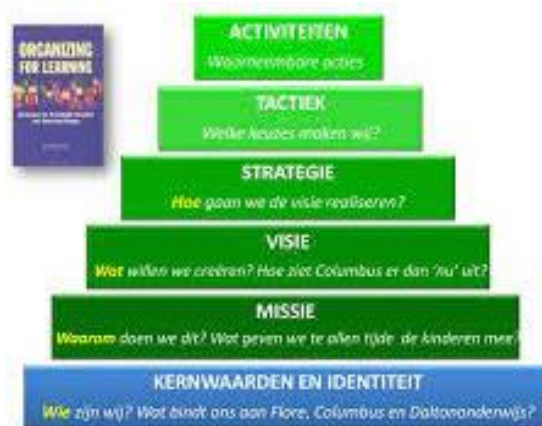 ORGANIZING
FOR LEARNING
ACTIVITEITEN
Waarneembare acties
TACTIEK
Welke keuzes maken wij?
STRATEGIE
Hoe gaan we de visie realiseren?
VISIE
Wat willen we creëren? Hoe ziet Columbus er dan 'nu' uit?
MISSIE
Waarom doen we dit? Wat geven we te allen tijde de kinderen mee?
KERNWAARDEN EN IDENTITEIT
Wie zijn wij? Wat bindt ons aan Flore, Columbus en Daltononderwijs?